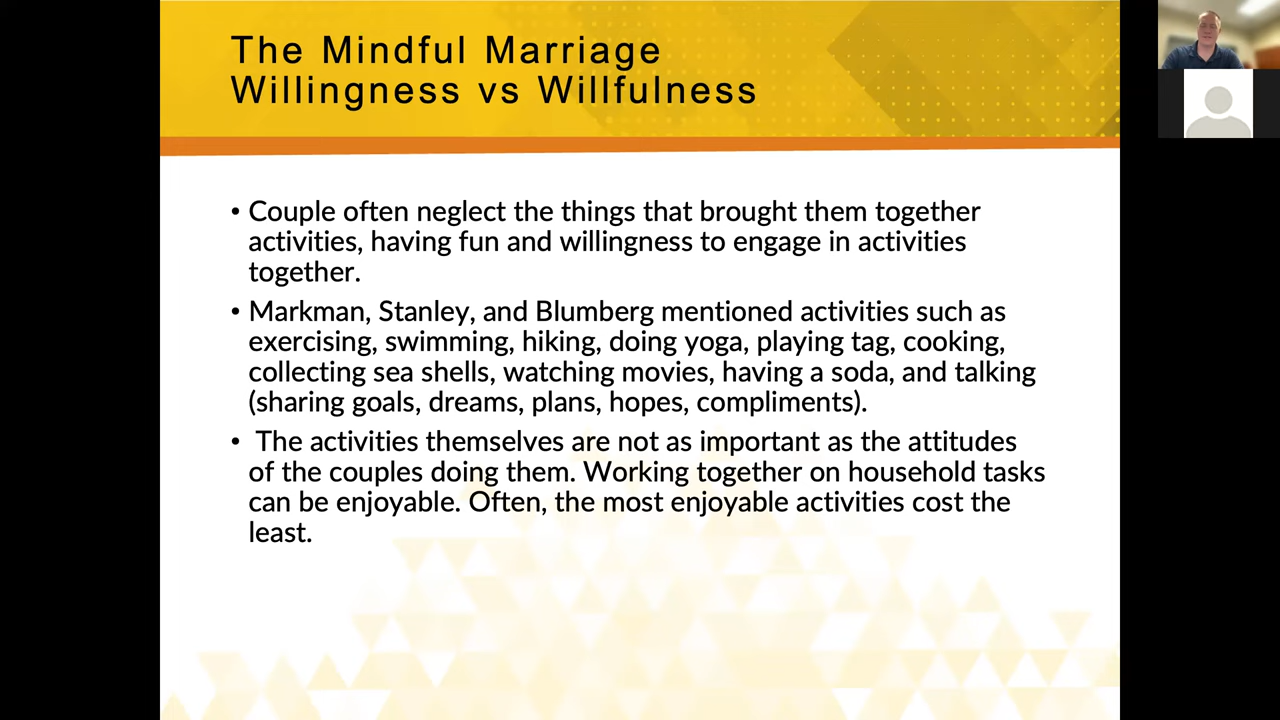 The Mindful Marriage
Willingness vs Willfulness
• Couple often neglect the things that brought them together
activities, having fun and willingness to engage in activities
together.
• Markman, Stanley, and Blumberg mentioned activities such as
exercising, swimming, hiking, doing yoga, playing tag, cooking,
collecting sea shells, watching movies, having a soda, and talking
(sharing goals, dreams, plans, hopes, compliments).
• The activities themselves are not as important as the attitudes
of the couples doing them. Working together on household tasks
can be enjoyable. Often, the most enjoyable activities cost the
least.